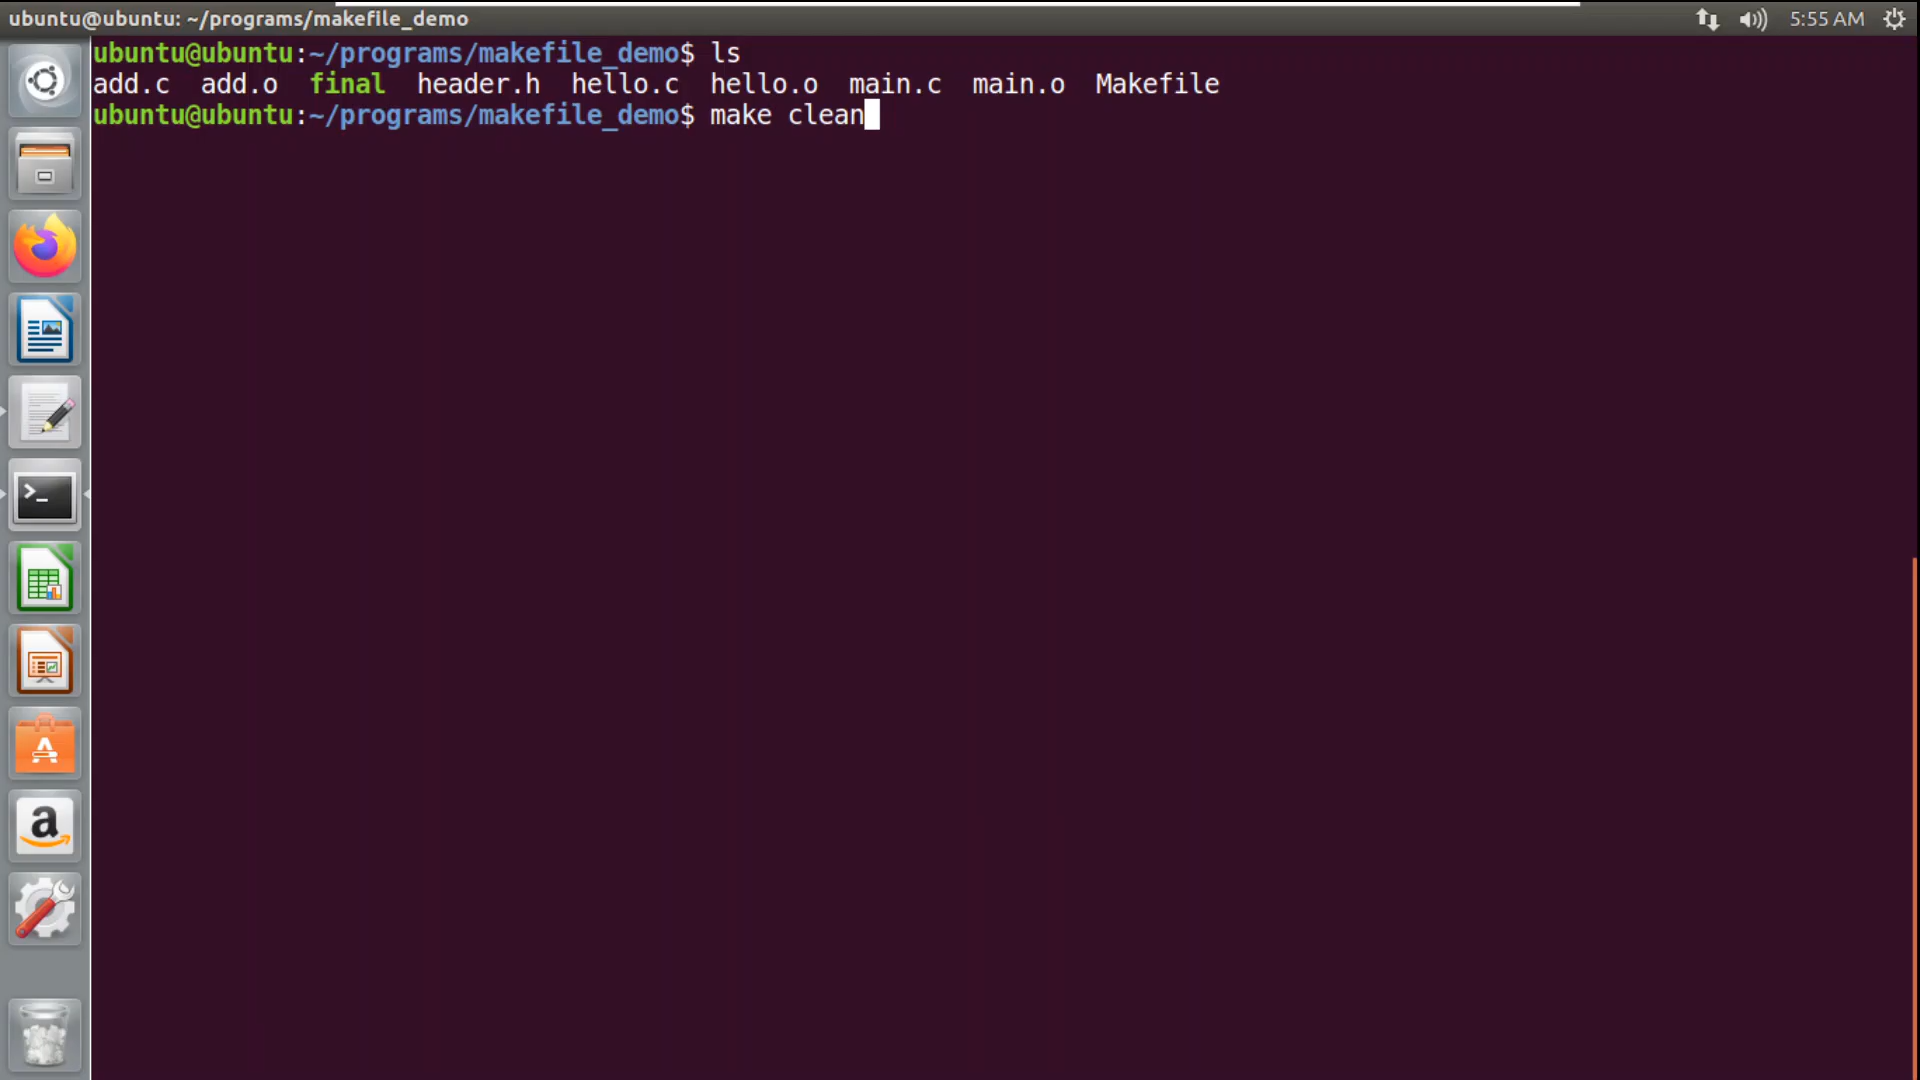 ubuntu@ubuntu: ~/programs/makefile_demo
5:55 AM
ubuntu@ubuntu:~/programs/makefile_demo$ ls
add.c add.o final header.h hello.c hello.o main.c main.o Makefile
ubuntu@ubuntu:~/programs/makefile_demo$ make clean